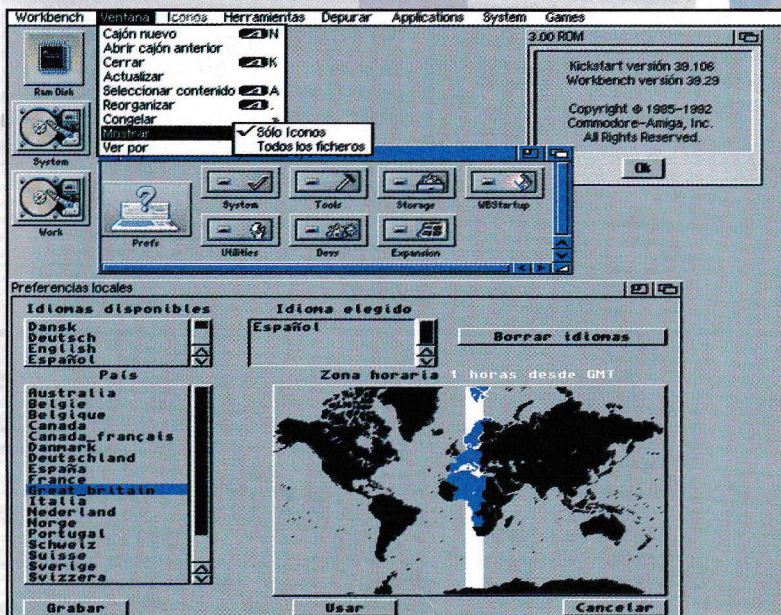 Workbench Ventana Iconos Herramientas Depurar Applications System Games
Cajón nuevo N
Abrir cajón anterior
Cerrar K
Actualizar
Seleccionar contenido A
Reorganizar .
Congelar »
Mostrar
Ver por
✓ Sólo Iconos
Todos los ficheros
Ram Disk
System
Work
3.00 ROM
Kickstart versión 39.106
Workbench versión 39.29
Copyright © 1985-1992
Commodore-Amiga, Inc.
All Rights Reserved.
Ok
Prefs
System
Tools
Storage
WBStartup
Utilities
Devs
Expansion
Preferencias locales
Idiomas disponibles
Dansk
Deutsch
English
Español
Idioma elegido
Español
Borrar idiomas
País
Australia
België
Belgique
Canada
Canada_français
Danmark
Deutschland
España
France
Great_britain
Italia
Nederland
Norge
Portugal
Schweiz
Suisse
Sverige
Svizzera
Zona horaria 1 horas desde GMT
Grabar
Usar
Cancelar